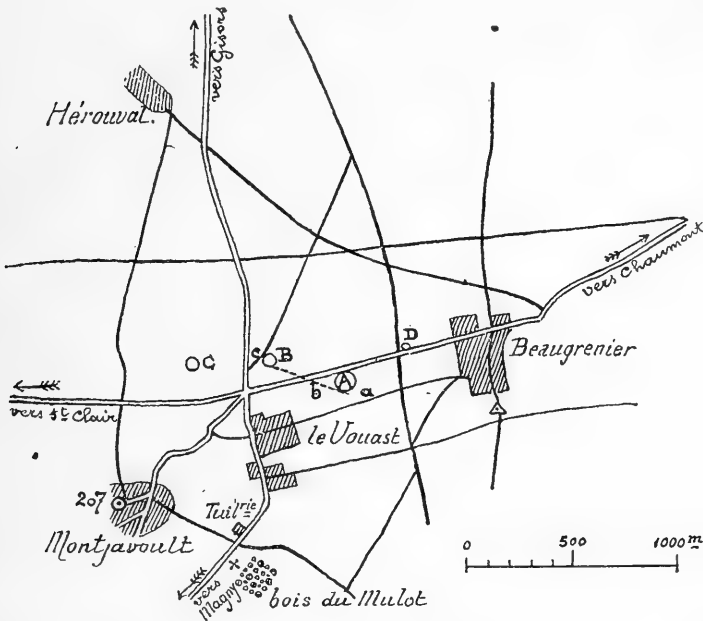 vers Gisors
Hérouval.
vers Chaumont
D
Beaugrenier
C
S
B
A
b
a
vers St Clair
le Vouast
207
Tuilrie
Montjavoult
0 500 1000m
vers Magny
bois du Mulot